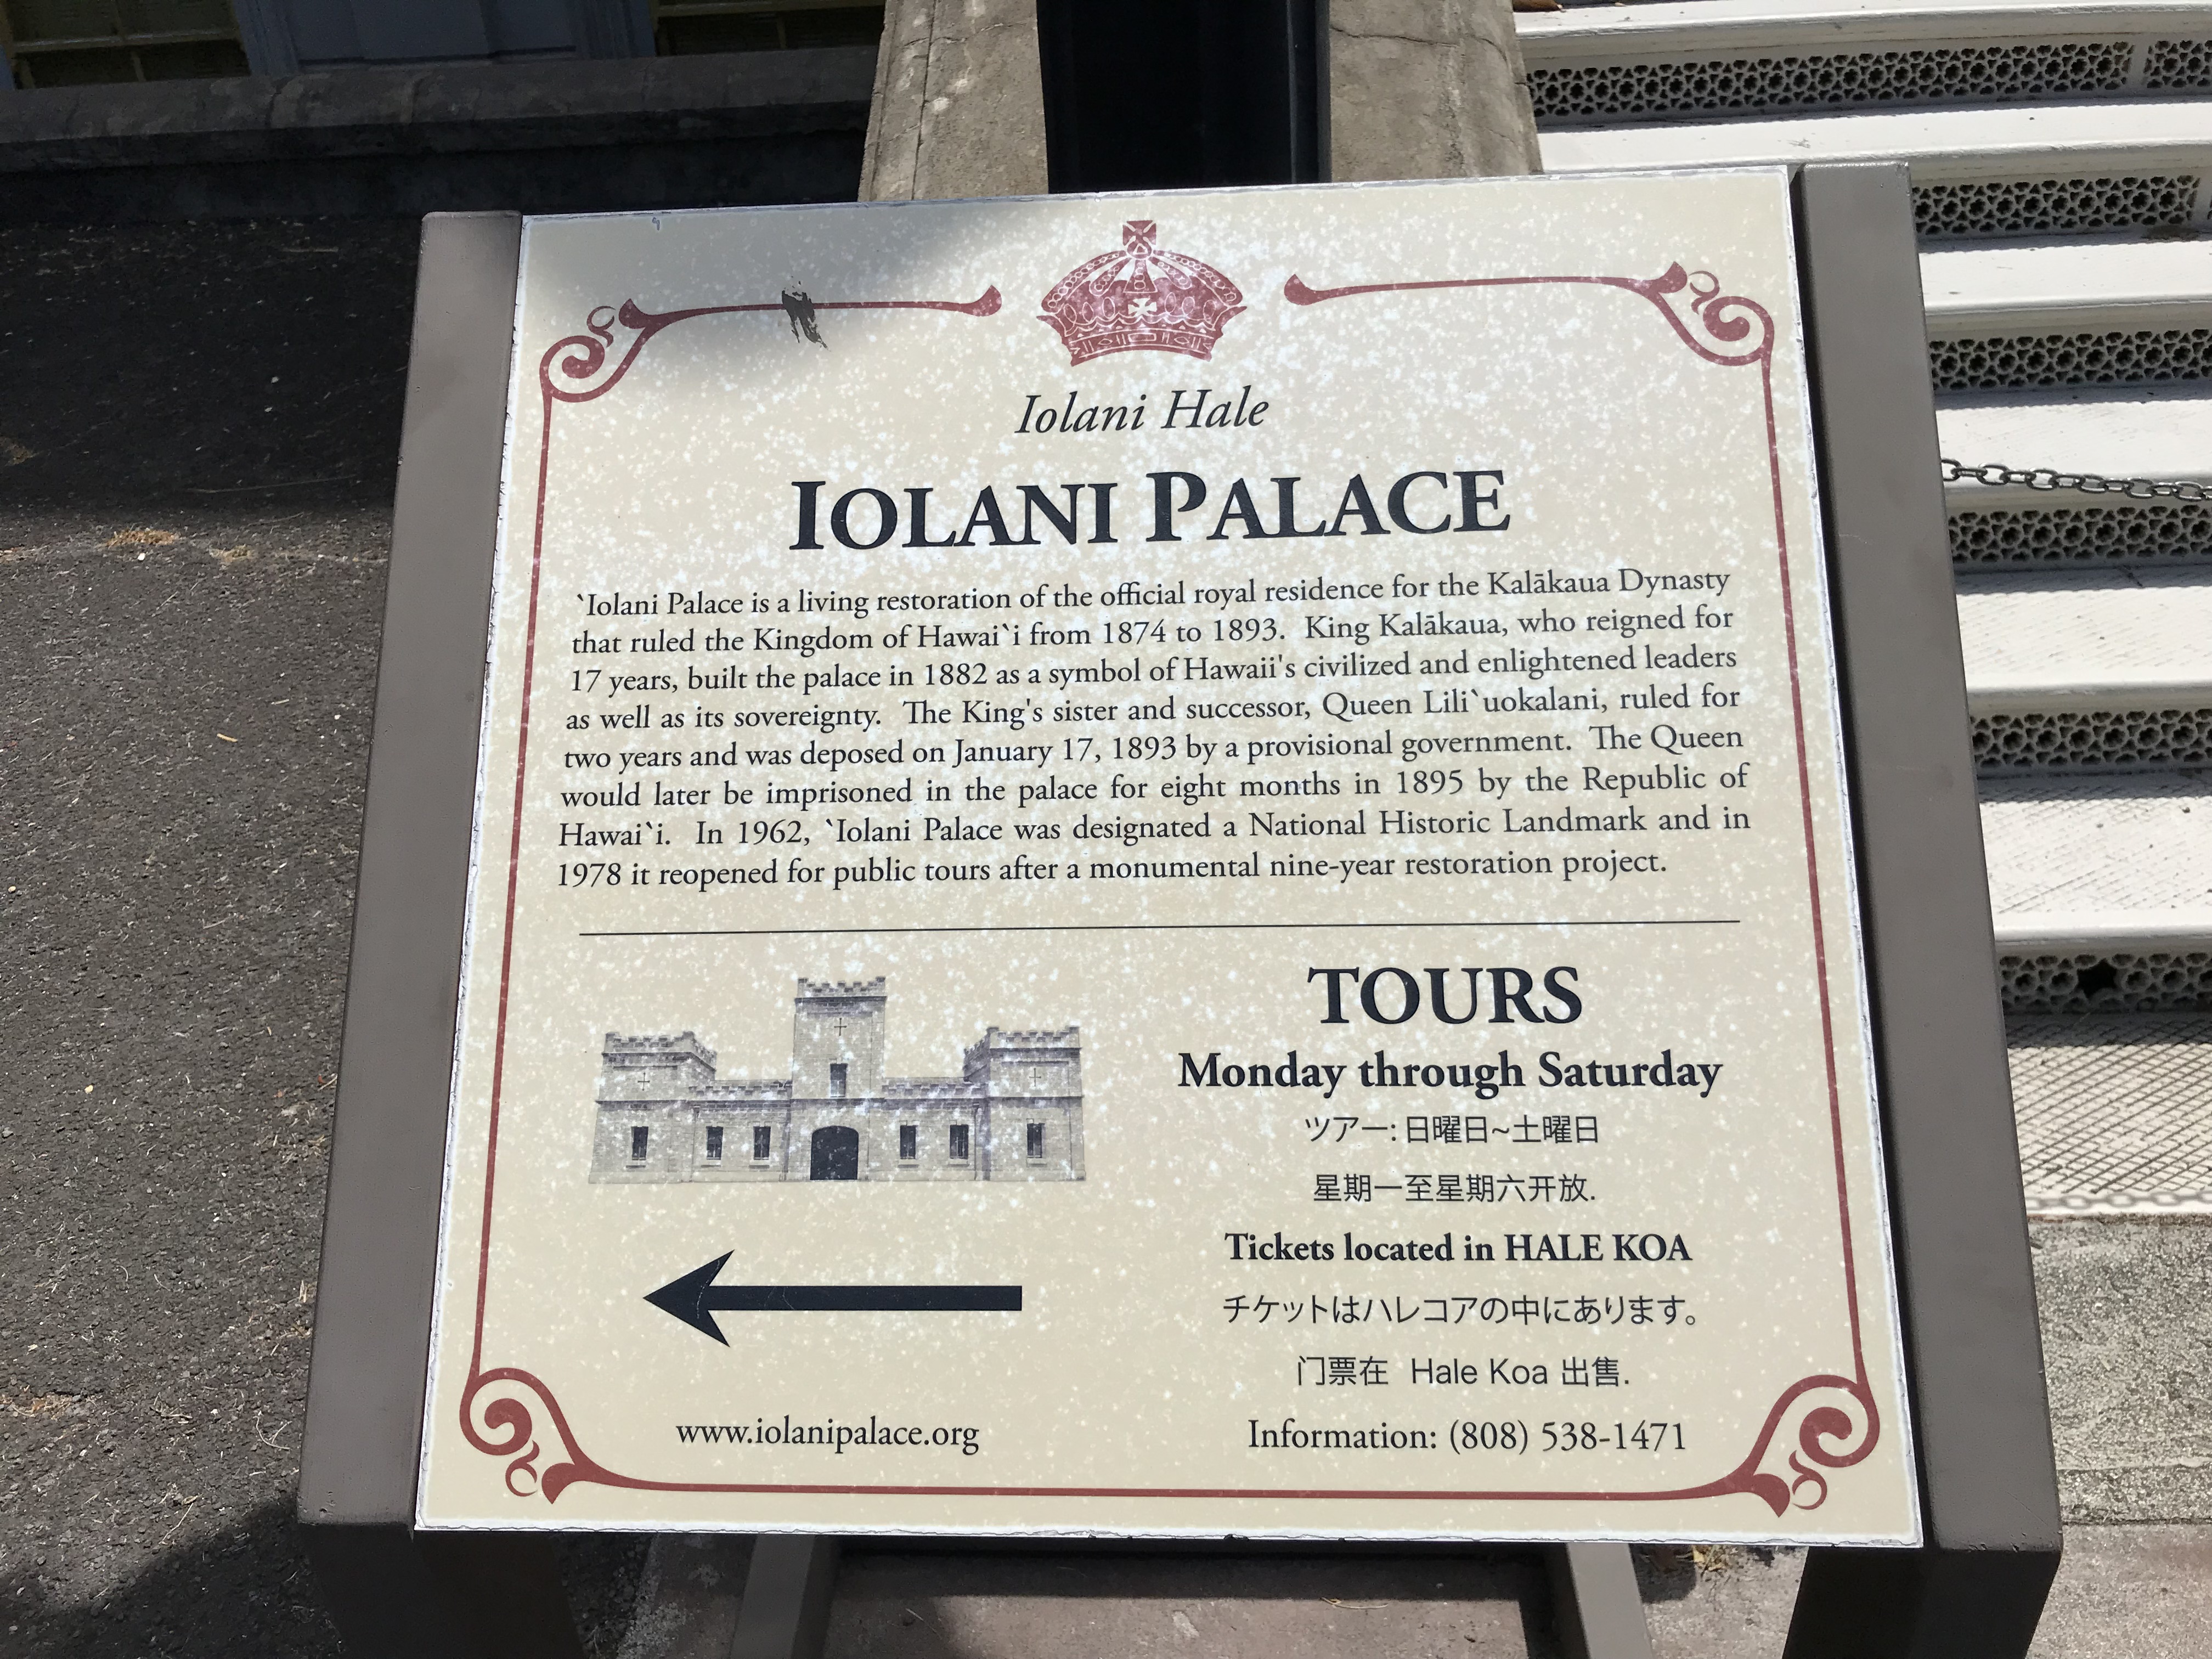 Iolani Hale
IOLANI PALACE
`Iolani Palace is a living restoration of the official royal residence for the Kalākaua Dynasty
that ruled the Kingdom of Hawai`i from 1874 to 1893. King Kalākaua, who reigned for
17 years, built the palace in 1882 as a symbol of Hawaii's civilized and enlightened leaders
as well as its sovereignty. The King's sister and successor, Queen Lili`uokalani, ruled for
two years and was deposed on January 17, 1893 by a provisional government. The Queen
would later be imprisoned in the palace for eight months in 1895 by the Republic of
Hawai`i. In 1962, `Iolani Palace was designated a National Historic Landmark and in
1978 it reopened for public tours after a monumental nine-year restoration project.
TOURS
Monday through Saturday
ツアー: 日曜日~土曜日
星期一至星期六开放.
Tickets located in HALE KOA
チケットはハレコアの中にあります。
门票在 Hale Koa 出售.
www.iolanipalace.org
Information: (808) 538-1471